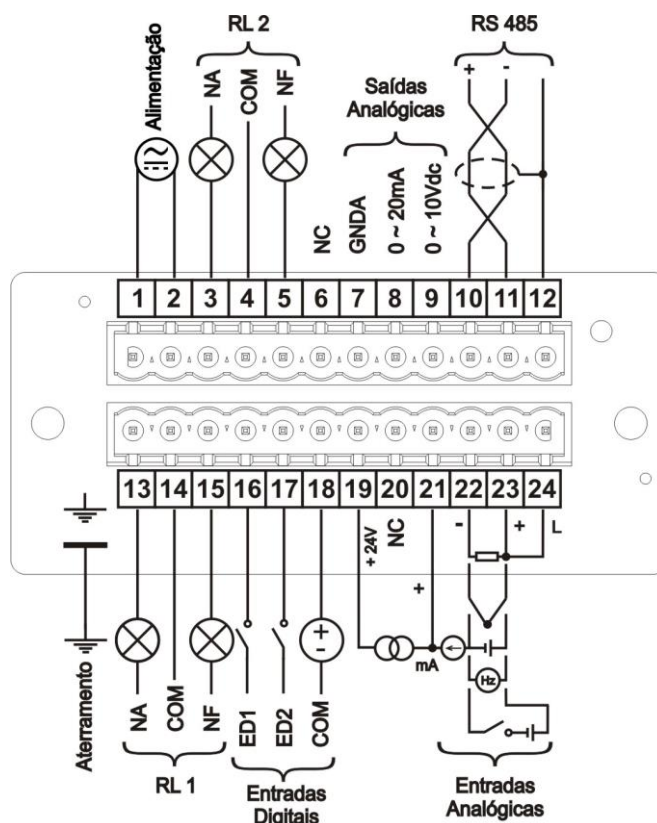 RL 2
RS 485
Alimentação
NA
COM
NF
Saídas
Analógicas
+
-
NC
GNDA
0 ~ 20mA
0 ~ 10Vdc
1 2 3 4 5 6 7 8 9 10 11 12
13 14 15 16 17 18 19 20 21 22 23 24
+ 24V
NC
+
-
+
L
+
-
mA
Hz
Aterramento
NA
COM
NF
ED1
ED2
COM
RL 1
Entradas
Digitais
Entradas
Analógicas